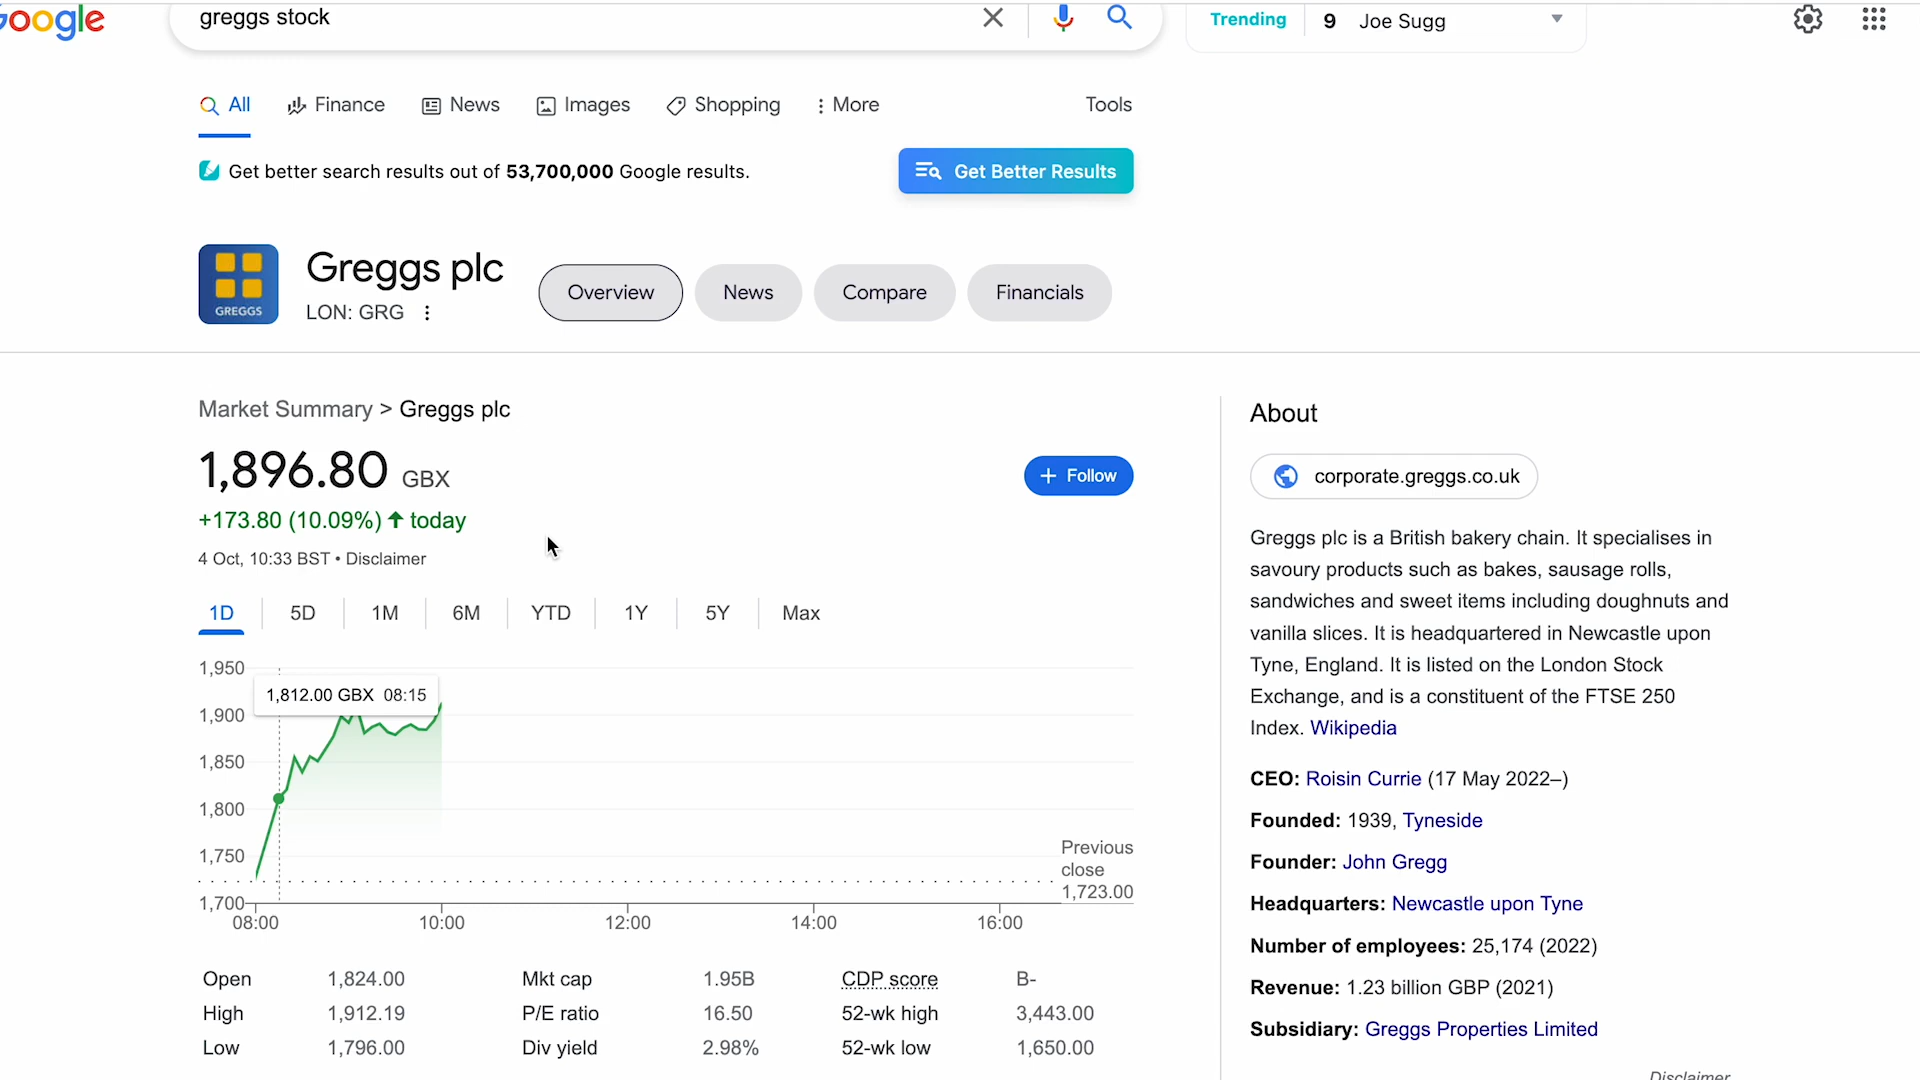 Google
greggs stock
Trending
9 Joe Sugg
All
Finance
News
Images
Shopping
More
Tools
Get better search results out of 53,700,000 Google results.
Get Better Results
GREGGS
Greggs plc
LON: GRG
Overview
News
Compare
Financials
Market Summary > Greggs plc
1,896.80 GBX
+173.80 (10.09%) ↑ today
4 Oct, 10:33 BST • Disclaimer
+ Follow
1D
5D
1M
6M
YTD
1Y
5Y
Max
1,950
1,900
1,850
1,800
1,750
1,700
1,812.00 GBX 08:15
Previous
close
1,723.00
08:00
10:00
12:00
14:00
16:00
Open 1,824.00 Mkt cap 1.95B CDP score B-
High 1,912.19 P/E ratio 16.50 52-wk high 3,443.00
Low 1,796.00 Div yield 2.98% 52-wk low 1,650.00
About
corporate.greggs.co.uk
Greggs plc is a British bakery chain. It specialises in
savoury products such as bakes, sausage rolls,
sandwiches and sweet items including doughnuts and
vanilla slices. It is headquartered in Newcastle upon
Tyne, England. It is listed on the London Stock
Exchange, and is a constituent of the FTSE 250
Index. Wikipedia
CEO: Roisin Currie (17 May 2022–)
Founded: 1939, Tyneside
Founder: John Gregg
Headquarters: Newcastle upon Tyne
Number of employees: 25,174 (2022)
Revenue: 1.23 billion GBP (2021)
Subsidiary: Greggs Properties Limited
Disclaimer